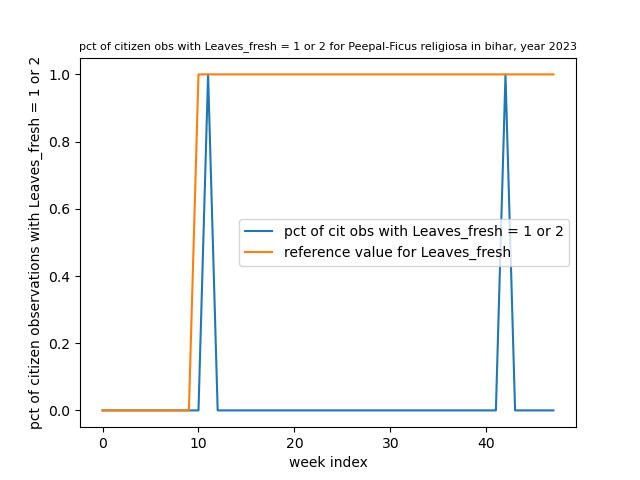 pct of citizen obs with Leaves_fresh = 1 or 2 for Peepal-Ficus religiosa in bihar, year 2023
pct of citizen observations with Leaves_fresh = 1 or 2
1.0
0.8
0.6
0.4
0.2
0.0
pct of cit obs with Leaves_fresh = 1 or 2
reference value for Leaves_fresh
0 10 20 30 40
week index